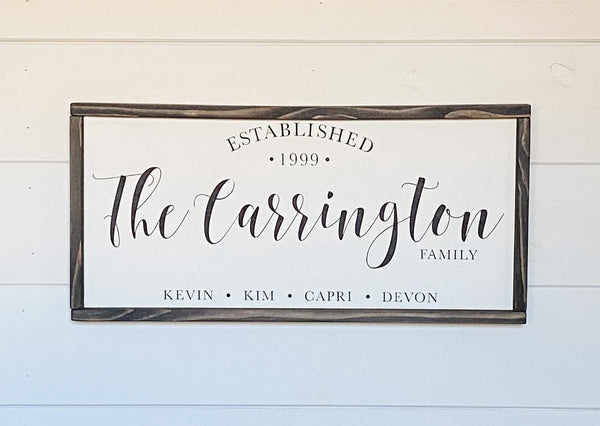 ESTABLISHED
• 1999 •
The Carrington
FAMILY
KEVIN • KIM • CAPRI • DEVON